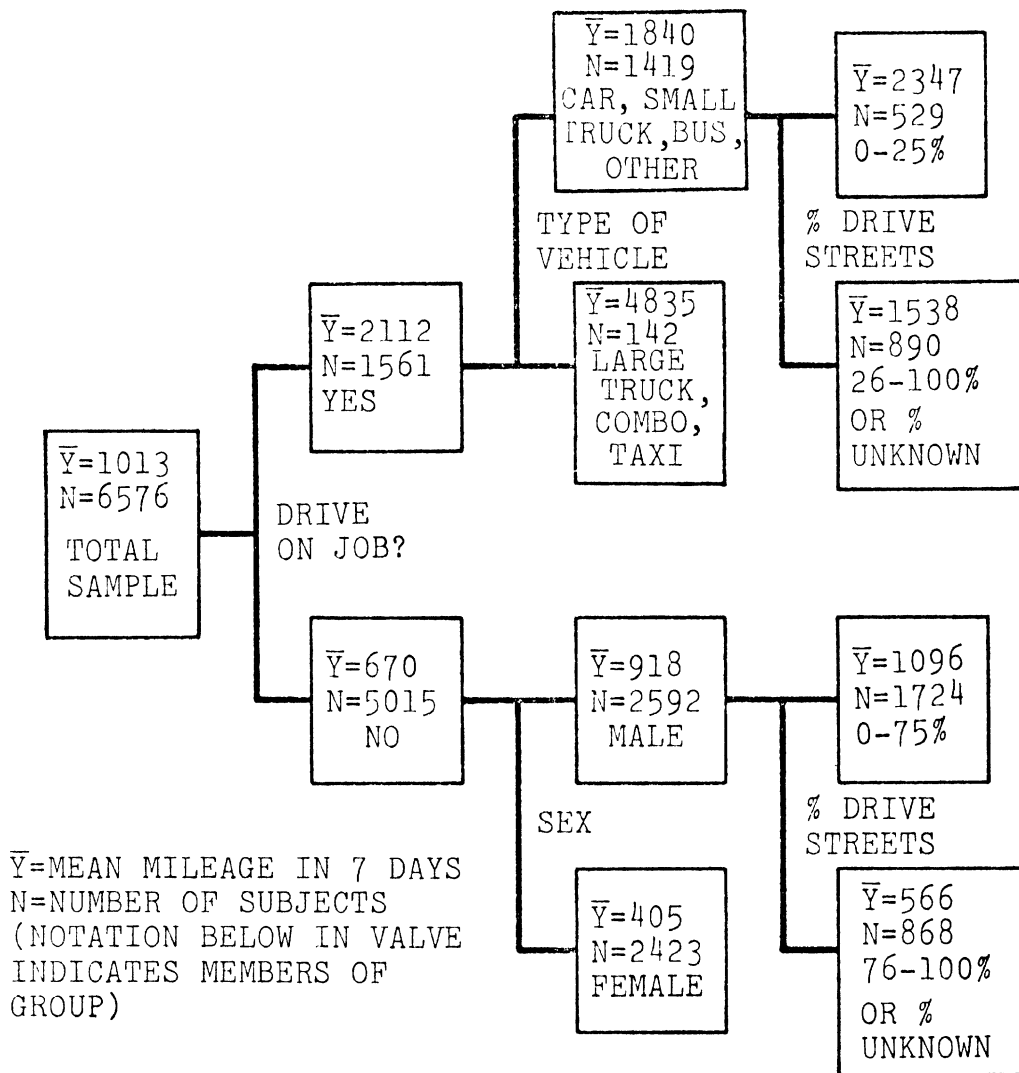 Ȳ=1840
N=1419
CAR, SMALL
TRUCK,BUS,
OTHER
Ȳ=2347
N=529
0-25%
TYPE OF
VEHICLE
% DRIVE
STREETS
Ȳ=2112
N=1561
YES
Ȳ=4835
N=142
LARGE
TRUCK,
COMBO,
TAXI
Ȳ=1538
N=890
26-100%
OR %
UNKNOWN
Ȳ=1013
N=6576
TOTAL
SAMPLE
DRIVE
ON JOB?
Ȳ=670
N=5015
NO
Ȳ=918
N=2592
MALE
Ȳ=1096
N=1724
0-75%
SEX
% DRIVE
STREETS
Ȳ=405
N=2423
FEMALE
Ȳ=566
N=868
76-100%
OR %
UNKNOWN
Ȳ=MEAN MILEAGE IN 7 DAYS
N=NUMBER OF SUBJECTS
(NOTATION BELOW IN VALVE
INDICATES MEMBERS OF
GROUP)